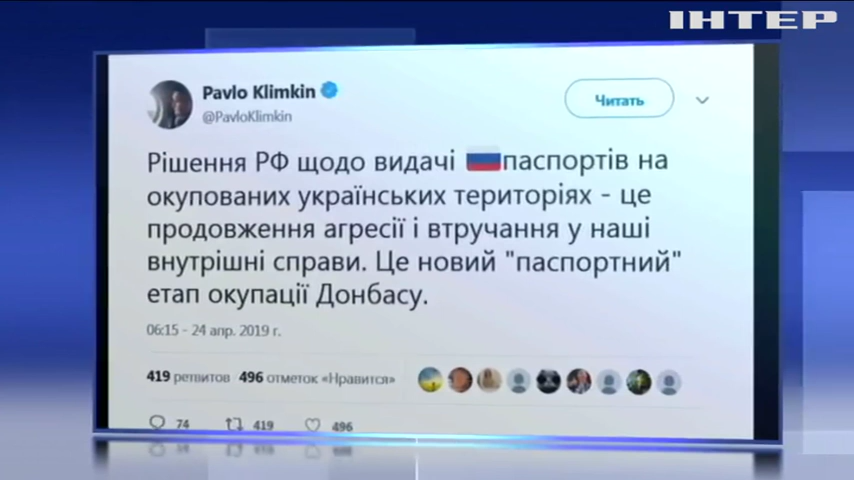 ІНТЕР
Pavlo Klimkin
@PavloKlimkin
Читать
Рішення РФ щодо видачі паспортів на
окупованих українських територіях - це
продовження агресії і втручання у наші
внутрішні справи. Це новий "паспортний"
етап окупації Донбасу.
06:15 - 24 апр. 2019 г.
419 ретвитов 496 отметок «Нравится»
74 419 496